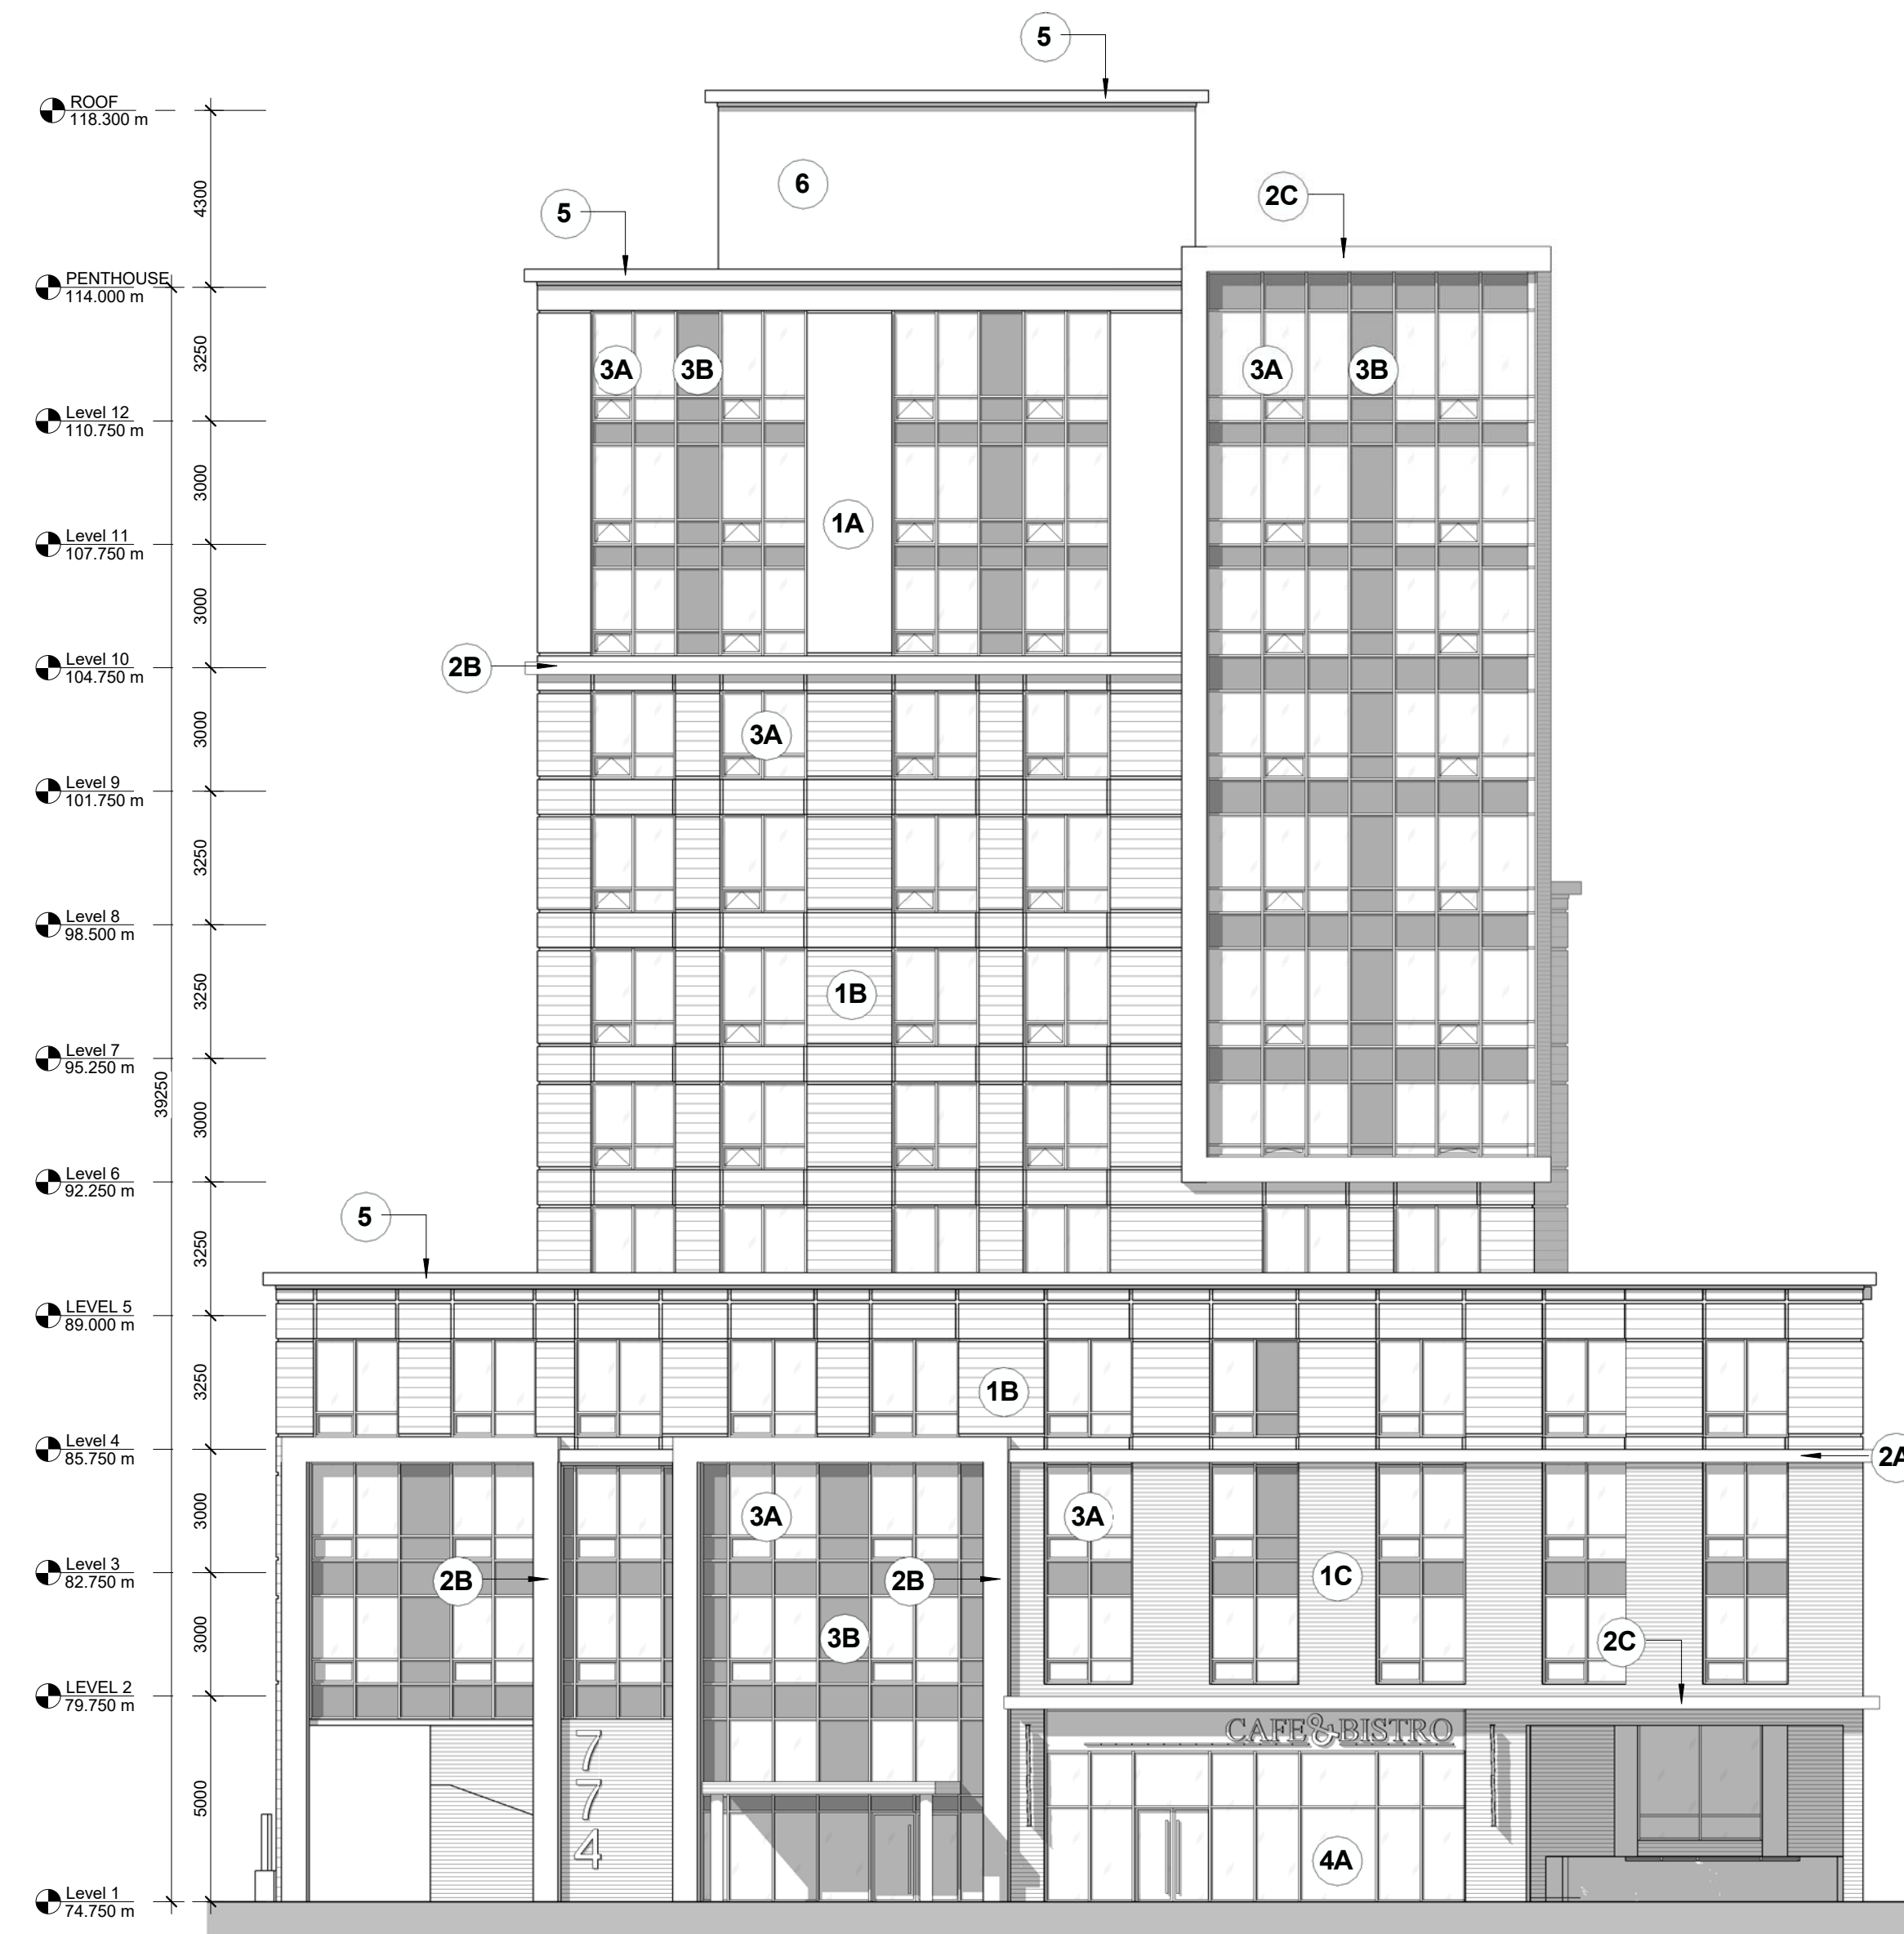 5
ROOF
118.300 m
4300
6
2C
5
PENTHOUSE
114.000 m
3250
3A
3B
3A
3B
Level 12
110.750 m
3000
1A
Level 11
107.750 m
3000
Level 10
104.750 m
2B
3000
3A
Level 9
101.750 m
3250
Level 8
98.500 m
3250
1B
Level 7
95.250 m
39250
3000
Level 6
92.250 m
5
3250
LEVEL 5
89.000 m
3250
1B
Level 4
85.750 m
2A
3000
3A
3A
Level 3
82.750 m
2B
2B
1C
3000
3B
2C
LEVEL 2
79.750 m
CAFE&BISTRO
7
7
4
5000
4A
Level 1
74.750 m